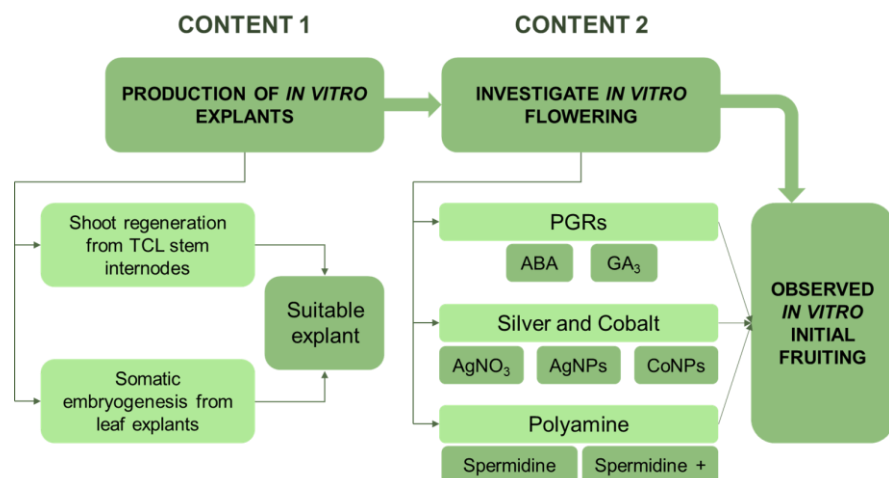 CONTENT 1
CONTENT 2
PRODUCTION OF IN VITRO
EXPLANTS
INVESTIGATE IN VITRO
FLOWERING
Shoot regeneration
from TCL stem
internodes
Suitable
explant
Somatic
embryogenesis from
leaf explants
PGRs
ABA
GA₃
Silver and Cobalt
AgNO₃
AgNPs
CoNPs
Polyamine
Spermidine
Spermidine +
OBSERVED
IN VITRO
INITIAL
FRUITING